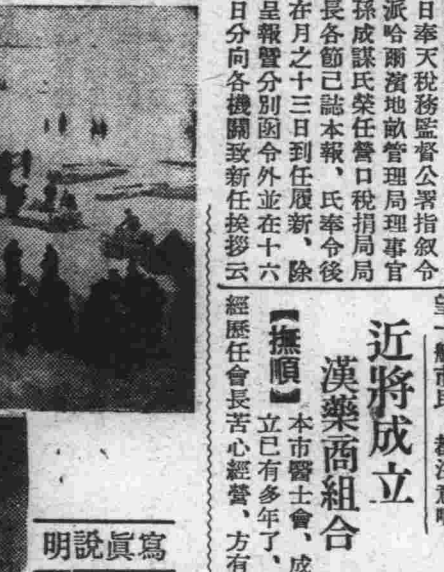 日奉天稅務監督公署指敘令
派哈爾濱地畝管理局理事官
孫成謀氏榮任營口稅捐局局
長各節己誌本報、氏奉令後
在月之十三日到任履新、除
呈報曁分別函令外並在十六
日分向各機關致新任挨拶云
近將成立
漢藥商組合
【撫順】
本市醫士會、成
立已有多年了、
經歷任會長苦心經營、方有
寫眞說明